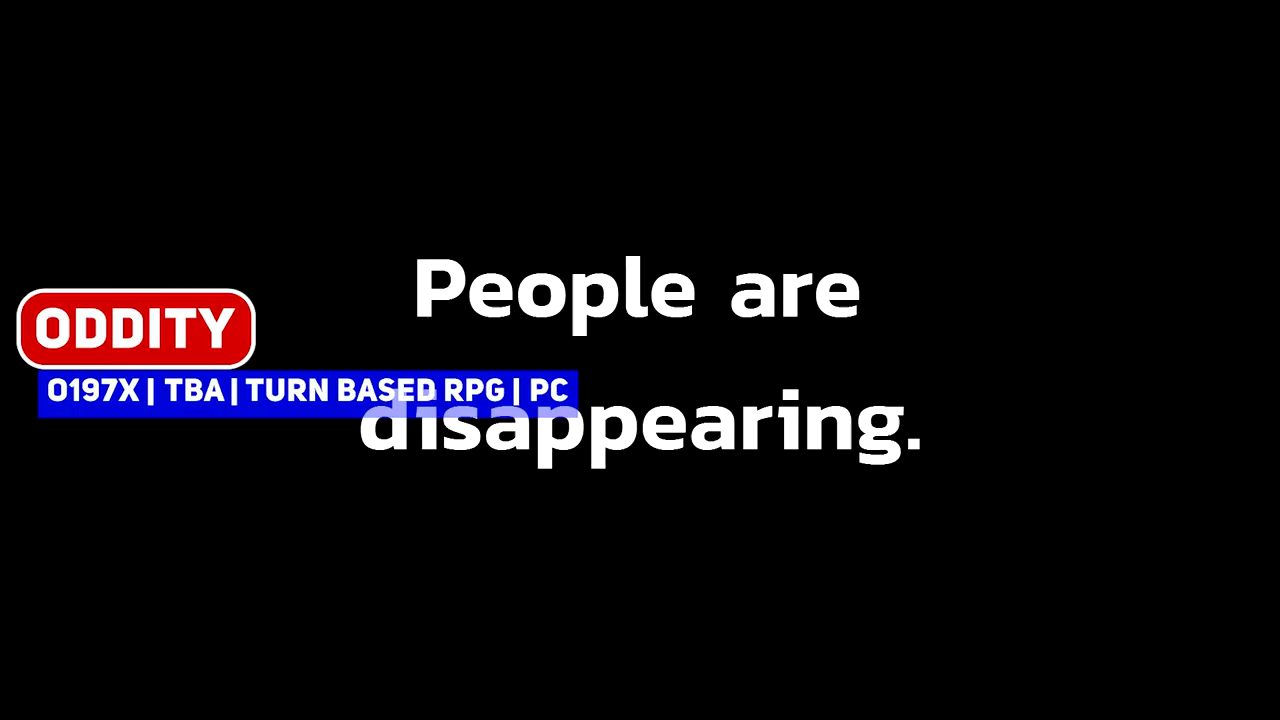 People are
ODDITY
O197X | TBA | TURN BASED RPG | PC
disappearing.